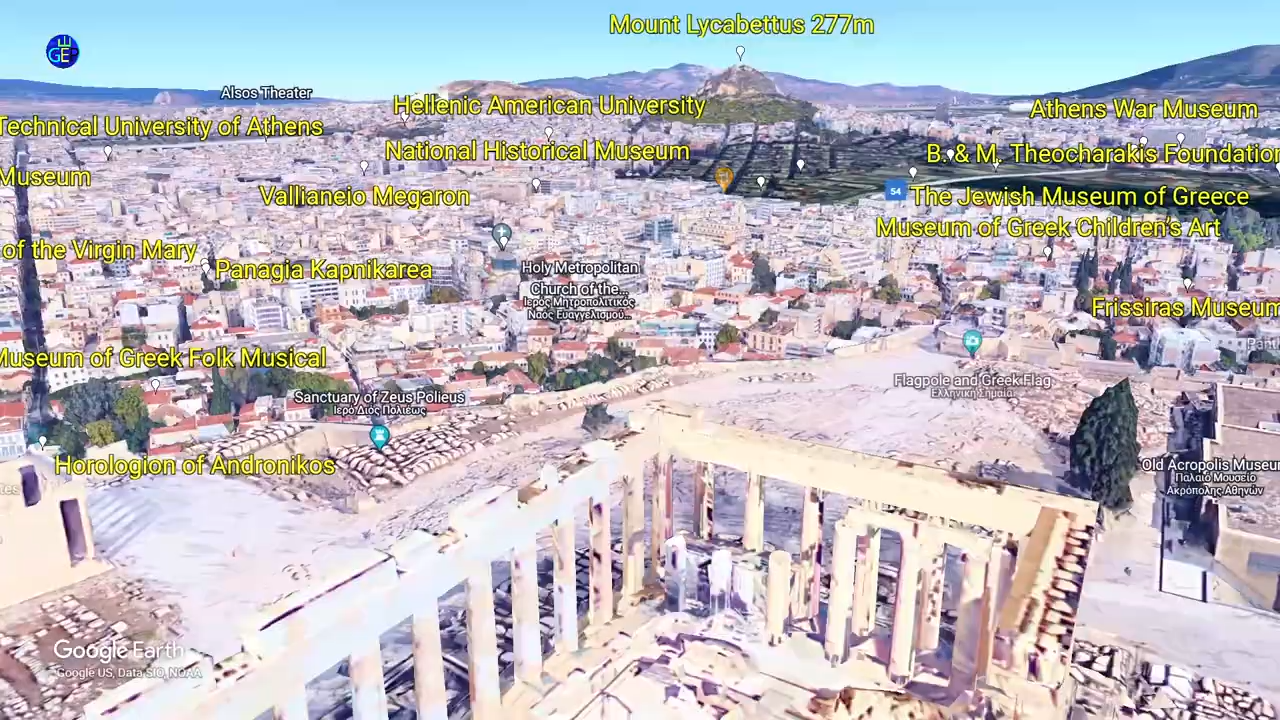 Mount Lycabettus 277m
GEP
Alsos Theater
Hellenic American University
Athens War Museum
Technical University of Athens
National Historical Museum
B. & M. Theocharakis Foundation
Museum
Vallianeio Megaron
54
The Jewish Museum of Greece
Museum of Greek Children's Art
of the Virgin Mary
Panagia Kapnikarea
Holy Metropolitan
Church of the...
Ιερός Μητροπολιτικός
Ναός Ευαγγελισμού...
Frissiras Museum
Museum of Greek Folk Musical
Flagpole and Greek Flag
Ελληνική Σημαία
Sanctuary of Zeus Polieus
Ιερό Διός Πολιέως
Horologion of Andronikos
Old Acropolis Museum
Παλαιό Μουσείο
Ακρόπολης Αθηνών
Google Earth
Google US, Data SIO, NOAA